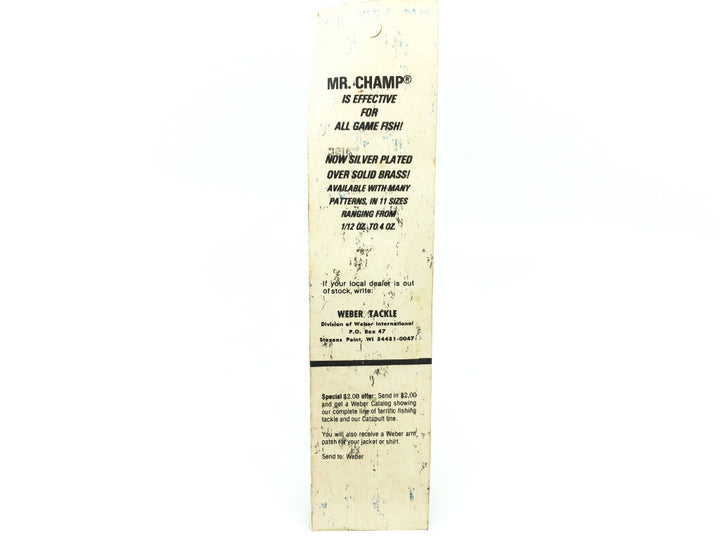 MR. CHAMP®
IS EFFECTIVE
FOR
ALL GAME FISH!
NOW SILVER PLATED
OVER SOLID BRASS!
AVAILABLE WITH MANY
PATTERNS, IN 11 SIZES
RANGING FROM
1/12 OZ. TO 4 OZ.
If your local dealer is out
of stock, write:
WEBER TACKLE
Division of Weber International
P.O. Box 47
Stevens Point, WI 54481-0047
Special $2.00 offer: Send in $2.00
and get a Weber Catalog showing
our complete line of terrific fishing
tackle and our Catapult line.
You will also receive a Weber arm
patch for your jacket or shirt.
Send to: Weber